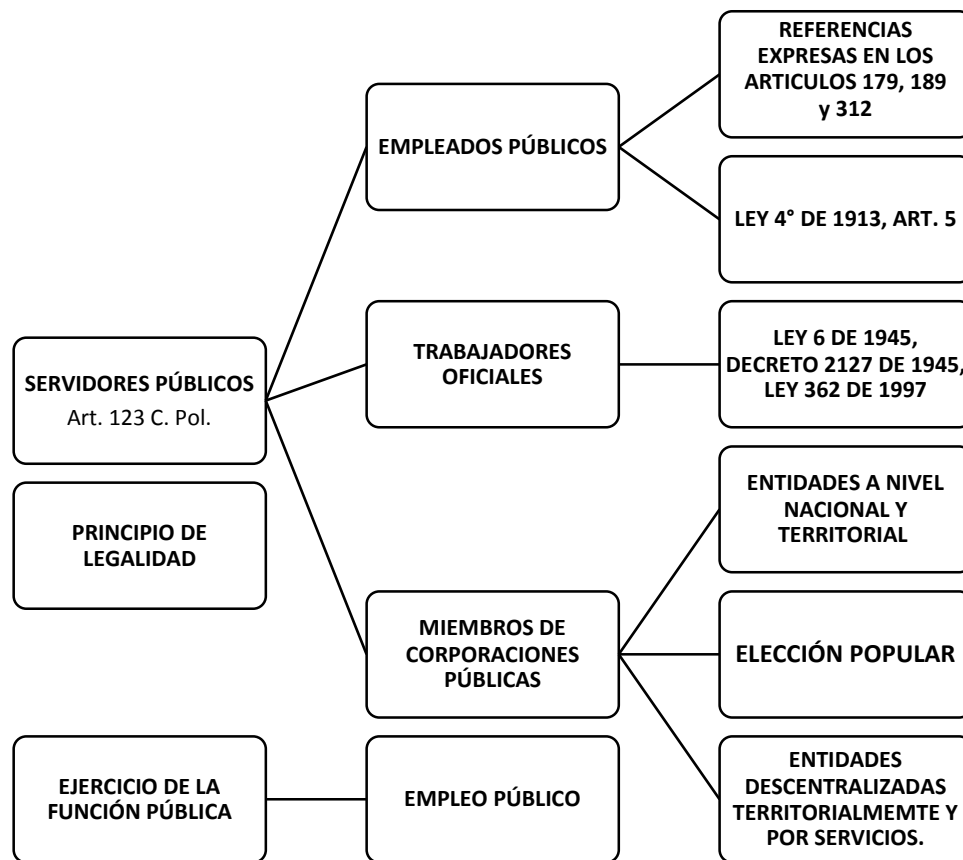 REFERENCIAS
EXPRESAS EN LOS
ARTICULOS 179, 189
y 312
EMPLEADOS PÚBLICOS
LEY 4° DE 1913, ART. 5
SERVIDORES PÚBLICOS
Art. 123 C. Pol.
TRABAJADORES
OFICIALES
LEY 6 DE 1945,
DECRETO 2127 DE 1945,
LEY 362 DE 1997
PRINCIPIO DE
LEGALIDAD
ENTIDADES A NIVEL
NACIONAL Y
TERRITORIAL
MIEMBROS DE
CORPORACIONES
PÚBLICAS
ELECCIÓN POPULAR
EJERCICIO DE LA
FUNCIÓN PÚBLICA
EMPLEO PÚBLICO
ENTIDADES
DESCENTRALIZADAS
TERRITORIALMEMTE Y
POR SERVICIOS.